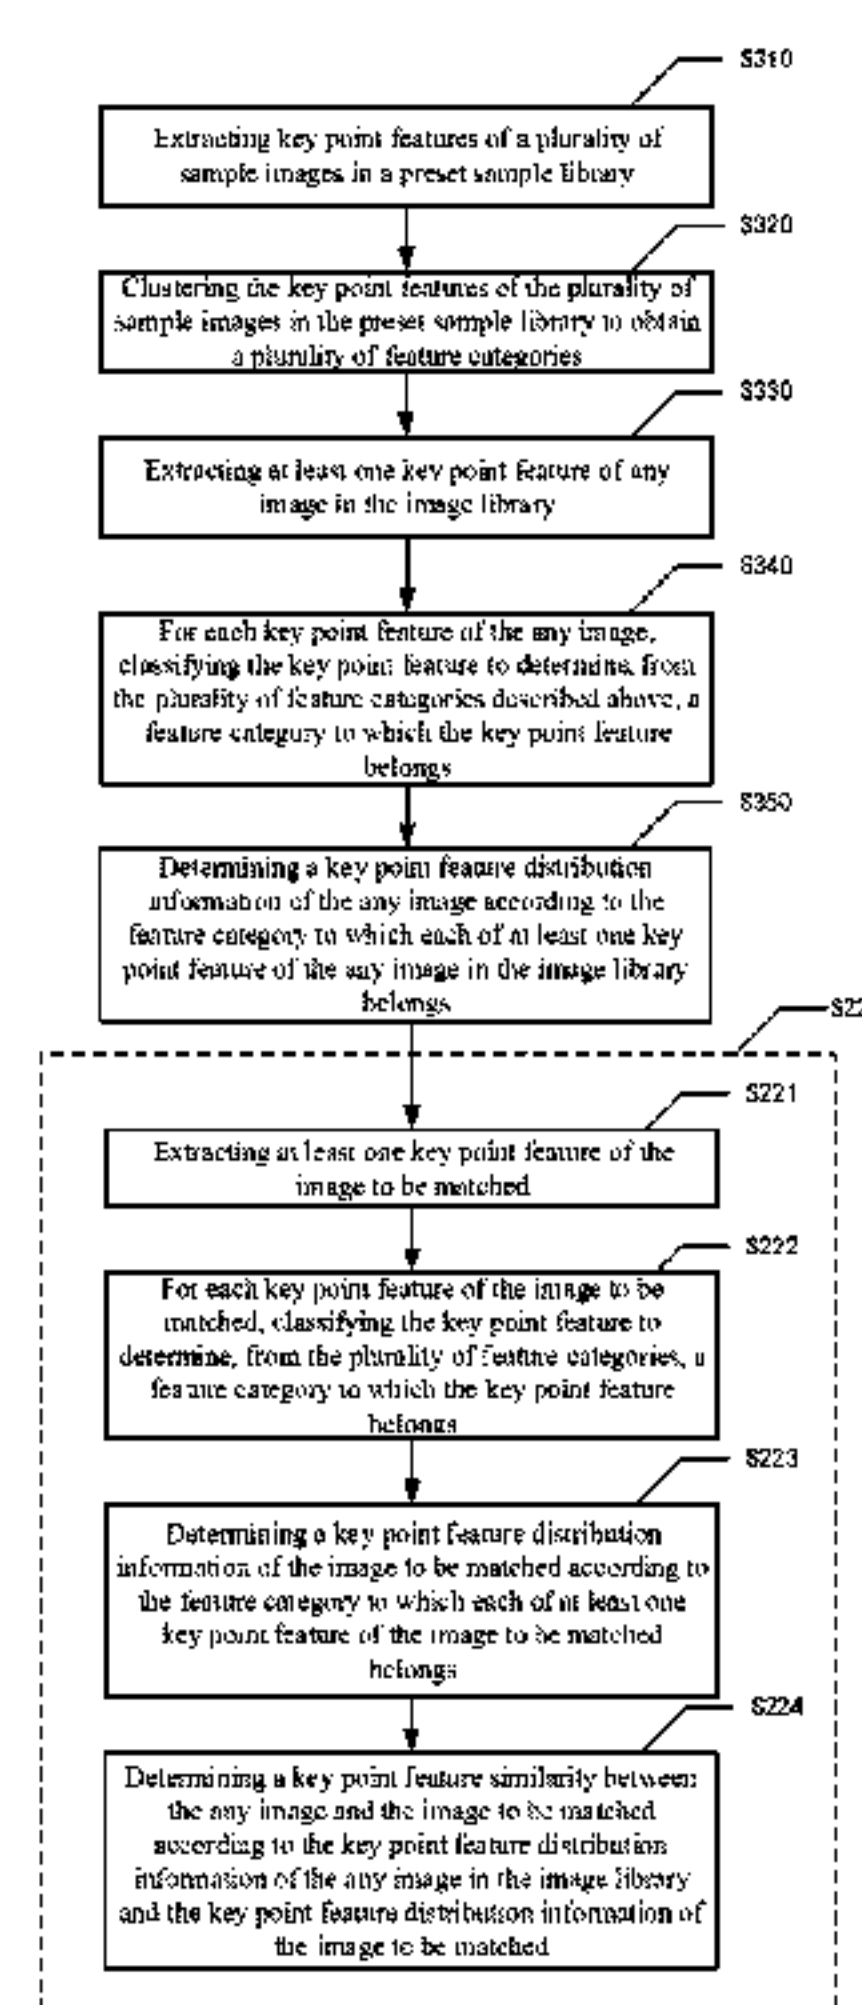 S310
Extracting key point features of a plurality of
sample images in a preset sample library
S320
Clustering the key point features of the plurality of
sample images in the preset sample library to obtain
a plurality of feature categories
S330
Extracting at least one key point feature of any
image in the image library
S340
For each key point feature of the any image,
classifying the key point feature to determine, from
the plurality of feature categories described above, a
feature category to which the key point feature
belongs
S350
Determining a key point feature distribution
information of the any image according to the
feature category to which each of at least one key
point feature of the any image in the image library
belongs
S22
S221
Extracting at least one key point feature of the
image to be matched
S222
For each key point feature of the image to be
matched, classifying the key point feature to
determine, from the plurality of feature categories, a
feature category to which the key point feature
belongs
S223
Determining a key point feature distribution
information of the image to be matched according to
the feature category to which each of at least one
key point feature of the image to be matched
belongs
S224
Determining a key point feature similarity between
the any image and the image to be matched
according to the key point feature distribution
information of the any image in the image library
and the key point feature distribution information of
the image to be matched